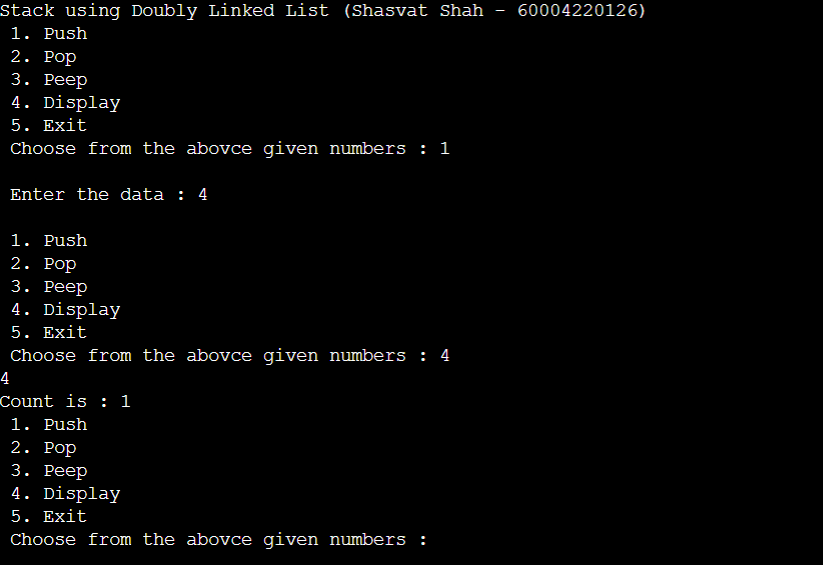 Stack using Doubly Linked List (Shasvat Shah - 60004220126)
1. Push
2. Pop
3. Peep
4. Display
5. Exit
Choose from the abovce given numbers : 1
Enter the data : 4
1. Push
2. Pop
3. Peep
4. Display
5. Exit
Choose from the abovce given numbers : 4
4
Count is : 1
1. Push
2. Pop
3. Peep
4. Display
5. Exit
Choose from the abovce given numbers :